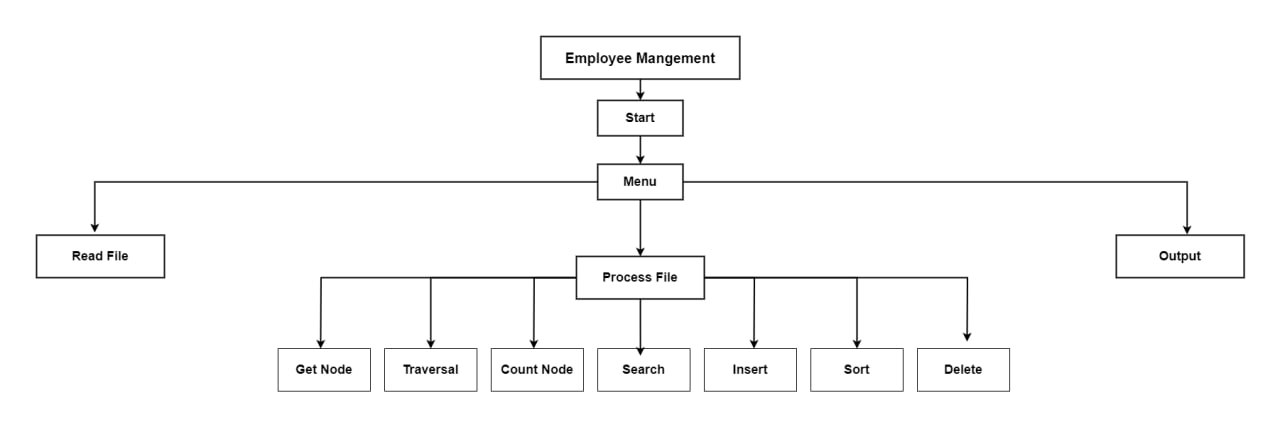 Employee Mangement
Start
Menu
Read File
Output
Process File
Get Node
Traversal
Count Node
Search
Insert
Sort
Delete